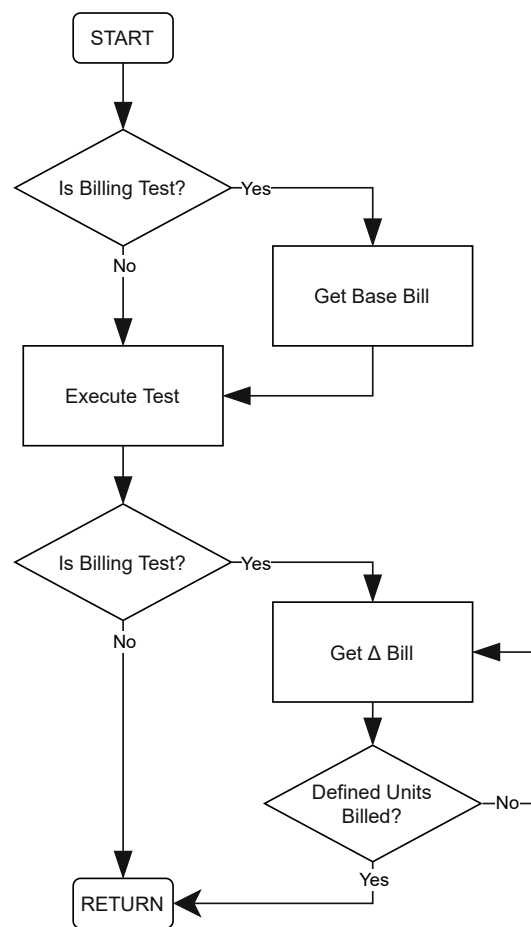 START
Is Billing Test?
Yes
No
Get Base Bill
Execute Test
Is Billing Test?
Yes
No
Get Δ Bill
Defined Units
Billed?
No
Yes
RETURN